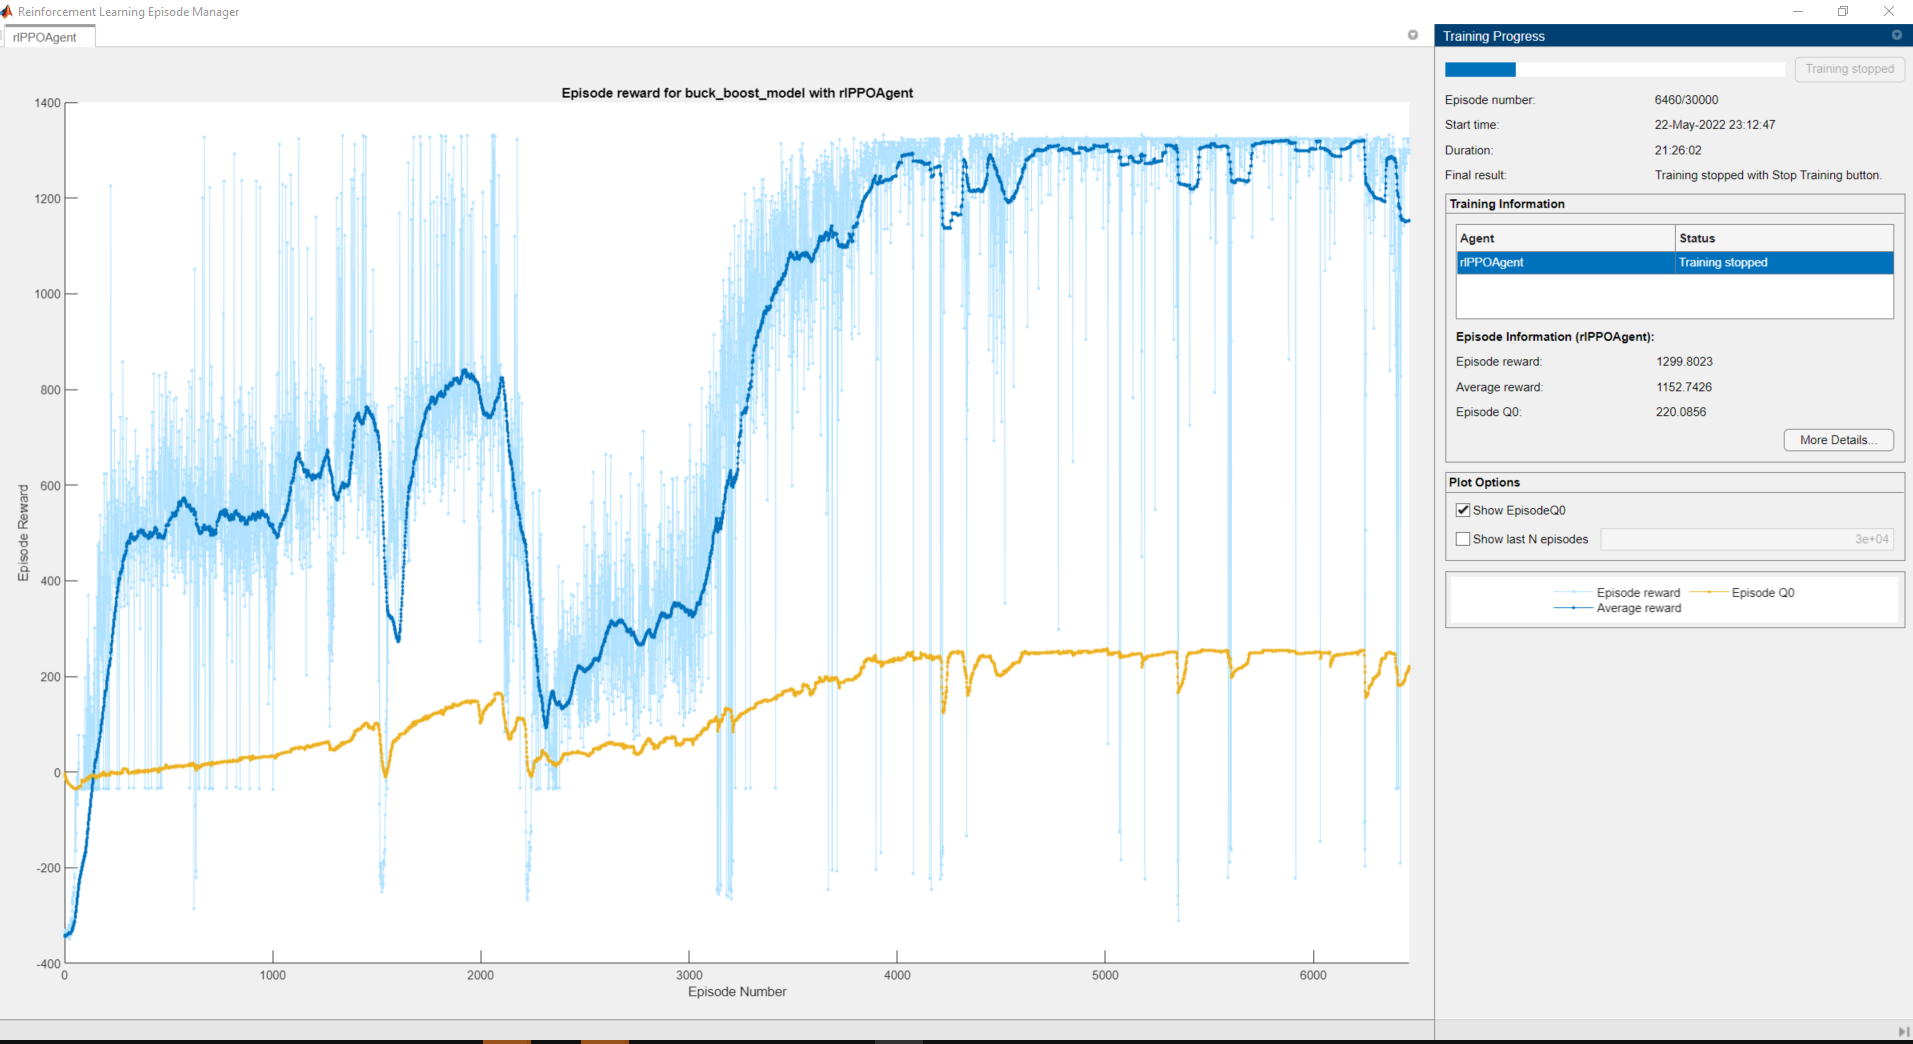 Reinforcement Learning Episode Manager
rlPPOAgent
Episode reward for buck_boost_model with rlPPOAgent
1400
1200
1000
800
600
400
200
0
-200
-400
Episode Reward
0 1000 2000 3000 4000 5000 6000
Episode Number
Training Progress
Training stopped
Episode number: 6460/30000
Start time: 22-May-2022 23:12:47
Duration: 21:26:02
Final result: Training stopped with Stop Training button.
Training Information
Agent Status
rlPPOAgent Training stopped
Episode Information (rlPPOAgent):
Episode reward: 1299.8023
Average reward: 1152.7426
Episode Q0: 220.0856
More Details...
Plot Options
Show EpisodeQ0
Show last N episodes 3e+04
Episode reward Episode Q0
Average reward